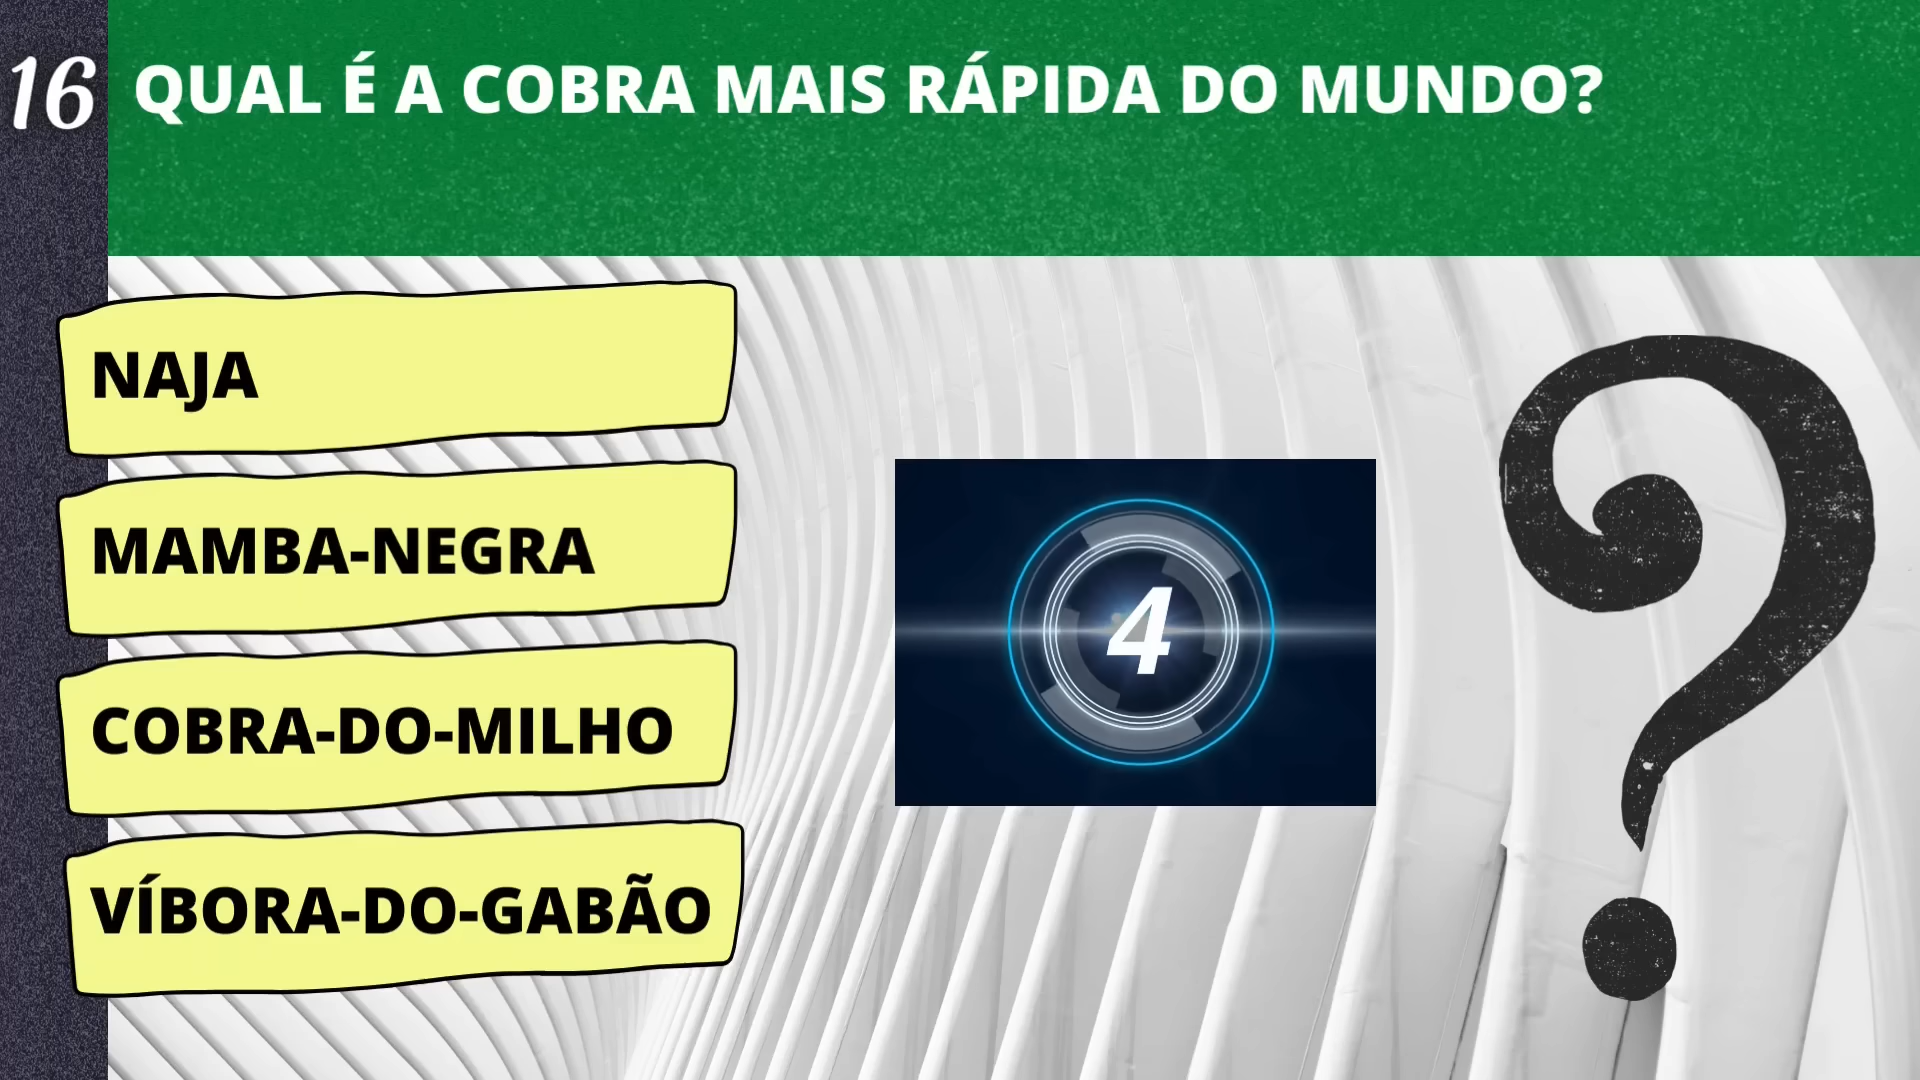 16
QUAL É A COBRA MAIS RÁPIDA DO MUNDO?
NAJA
MAMBA-NEGRA
COBRA-DO-MILHO
VÍBORA-DO-GABÃO
4
?